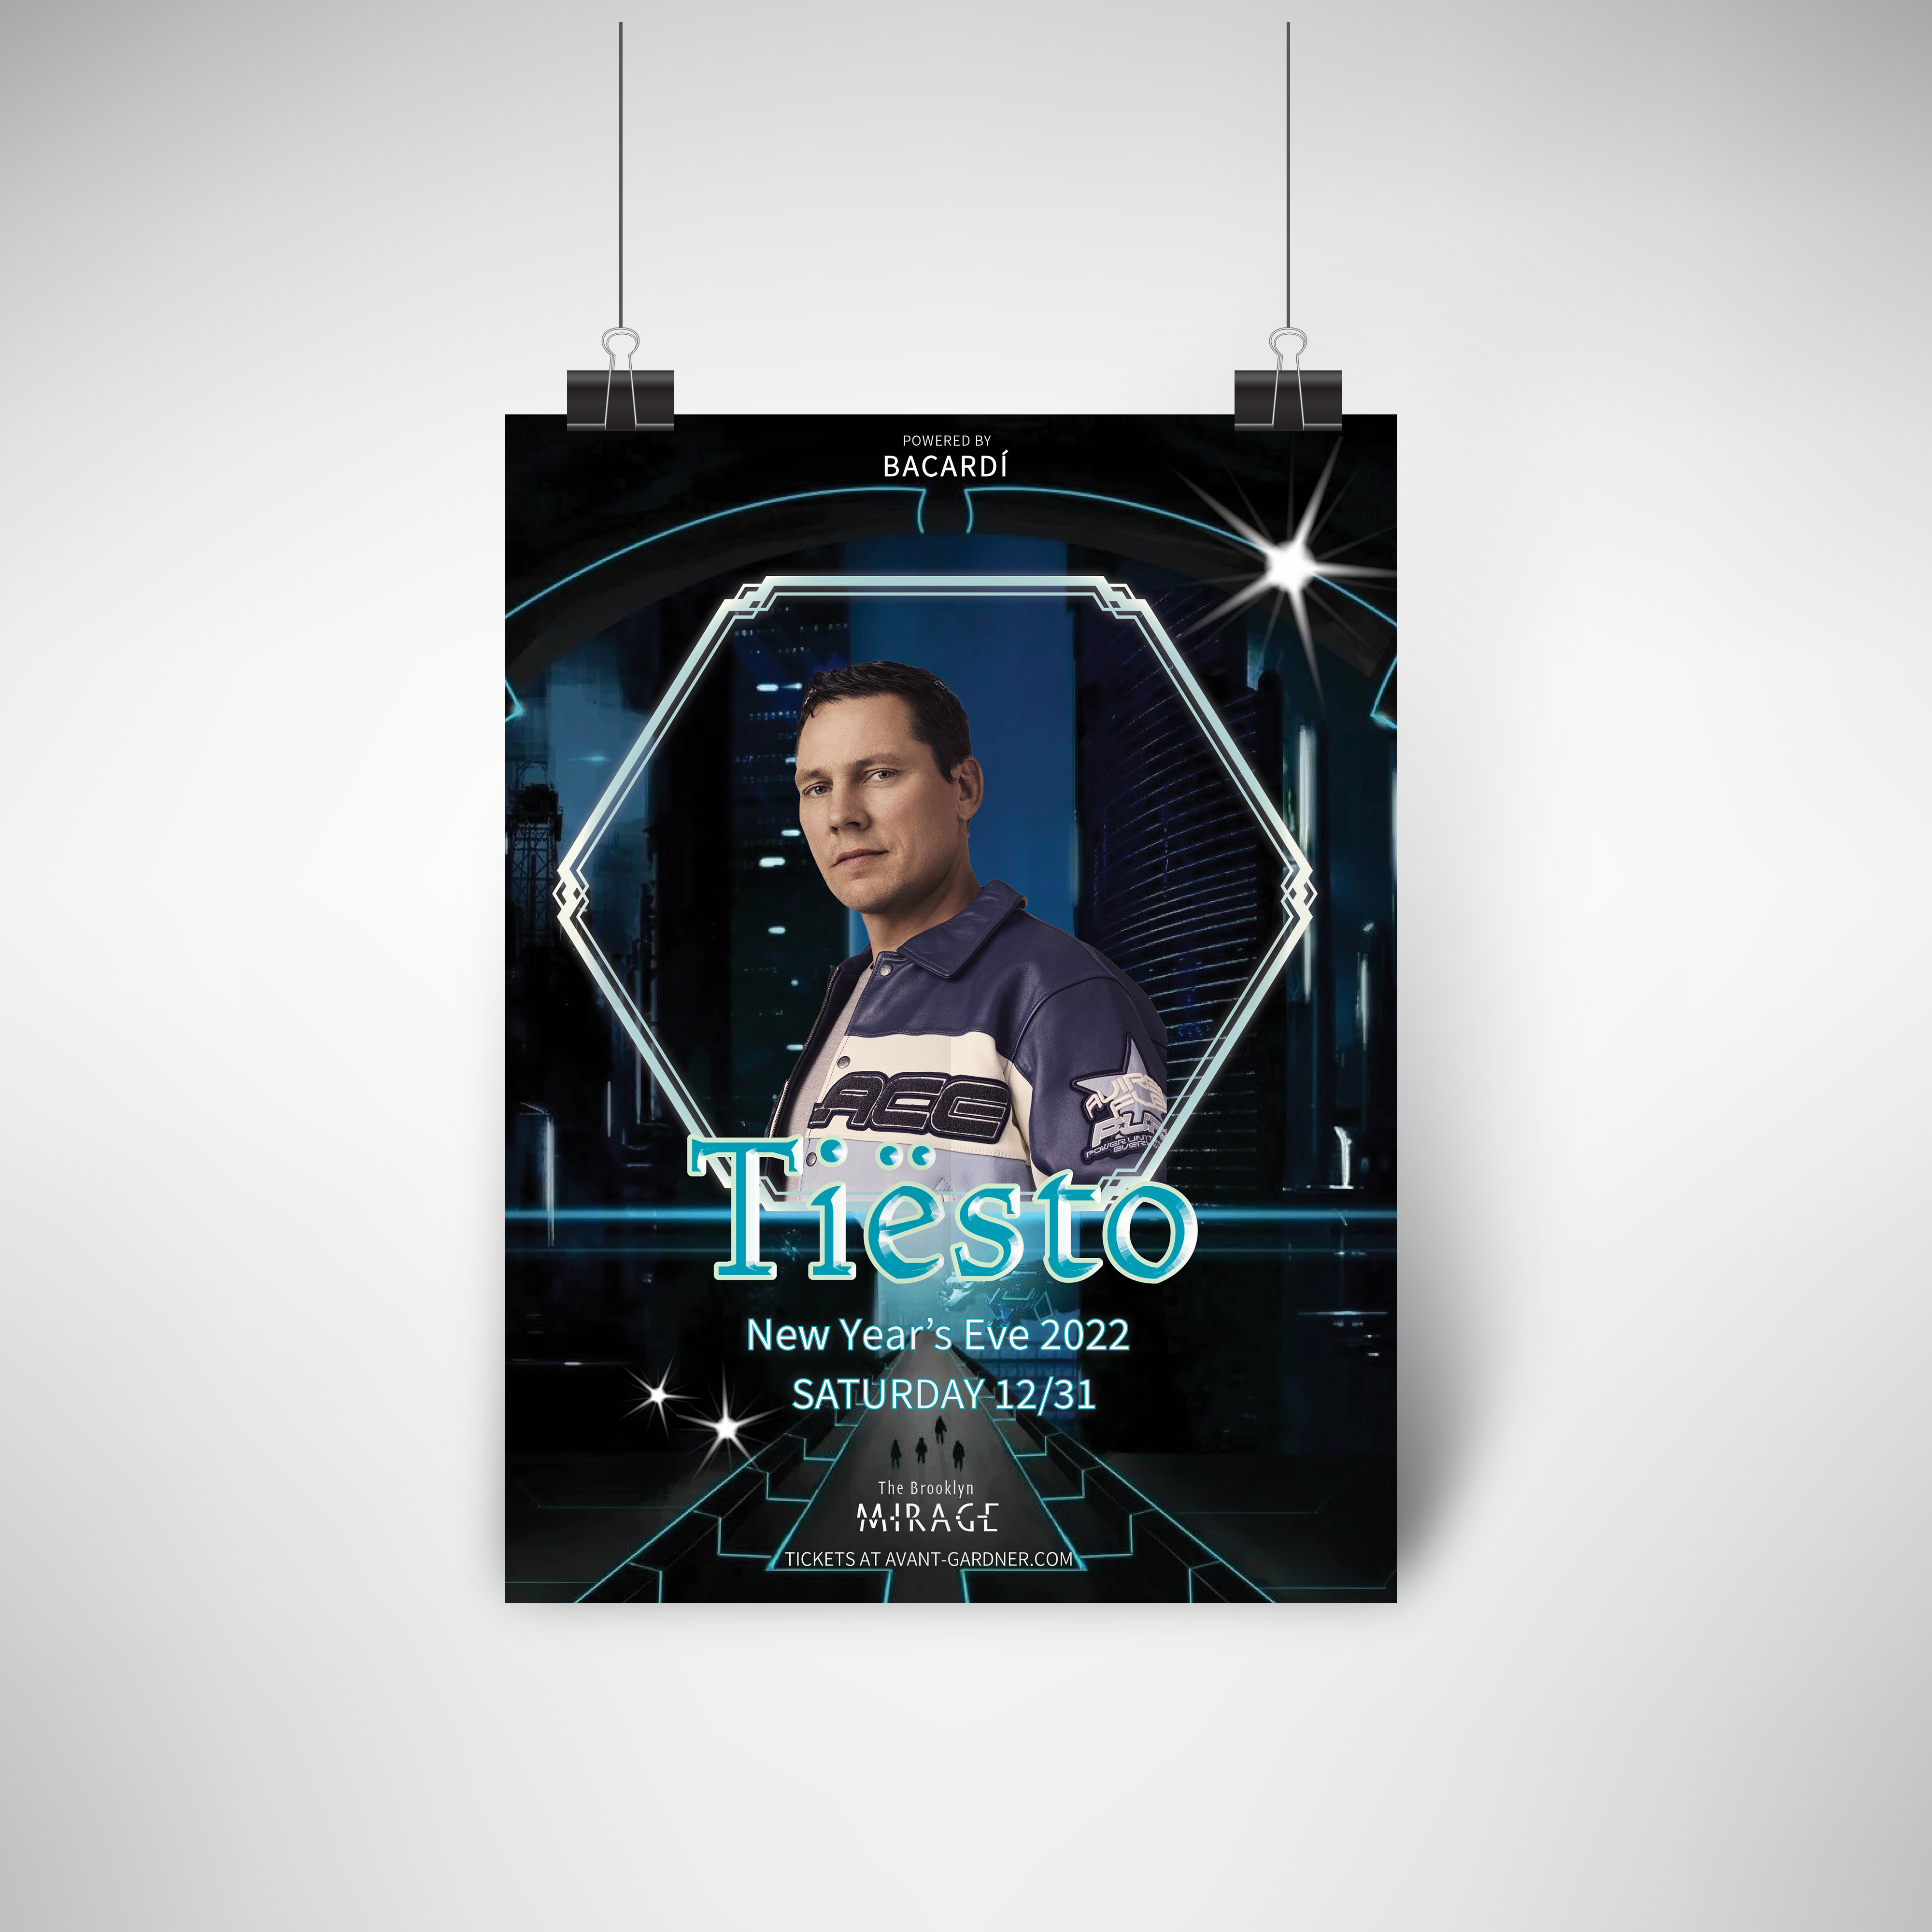 POWERED BY
BACARDÍ
Tiësto
New Year’s Eve 2022
SATURDAY 12/31
The Brooklyn
MIRAGE
TICKETS AT AVANT-GARDNER.COM